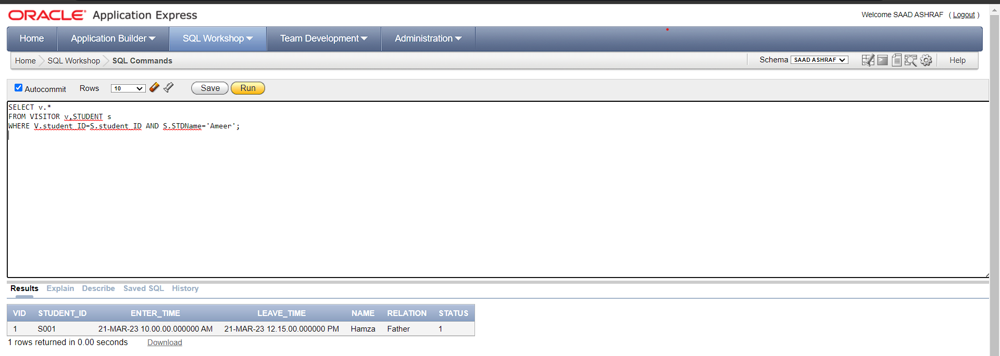 ORACLE Application Express
Welcome SAAD ASHRAF ( Logout )
Home Application Builder SQL Workshop Team Development Administration
Home SQL Workshop SQL Commands
Schema SAAD ASHRAF Help
Autocommit Rows 10 Save Run
SELECT v.*
FROM VISITOR v,STUDENT s
WHERE V.student_ID=S.student_ID AND S.STDName='Ameer';
Results Explain Describe Saved SQL History
VID STUDENT_ID ENTER_TIME LEAVE_TIME NAME RELATION STATUS
1 S001 21-MAR-23 10.00.00.000000 AM 21-MAR-23 12.15.00.000000 PM Hamza Father 1
1 rows returned in 0.00 seconds Download